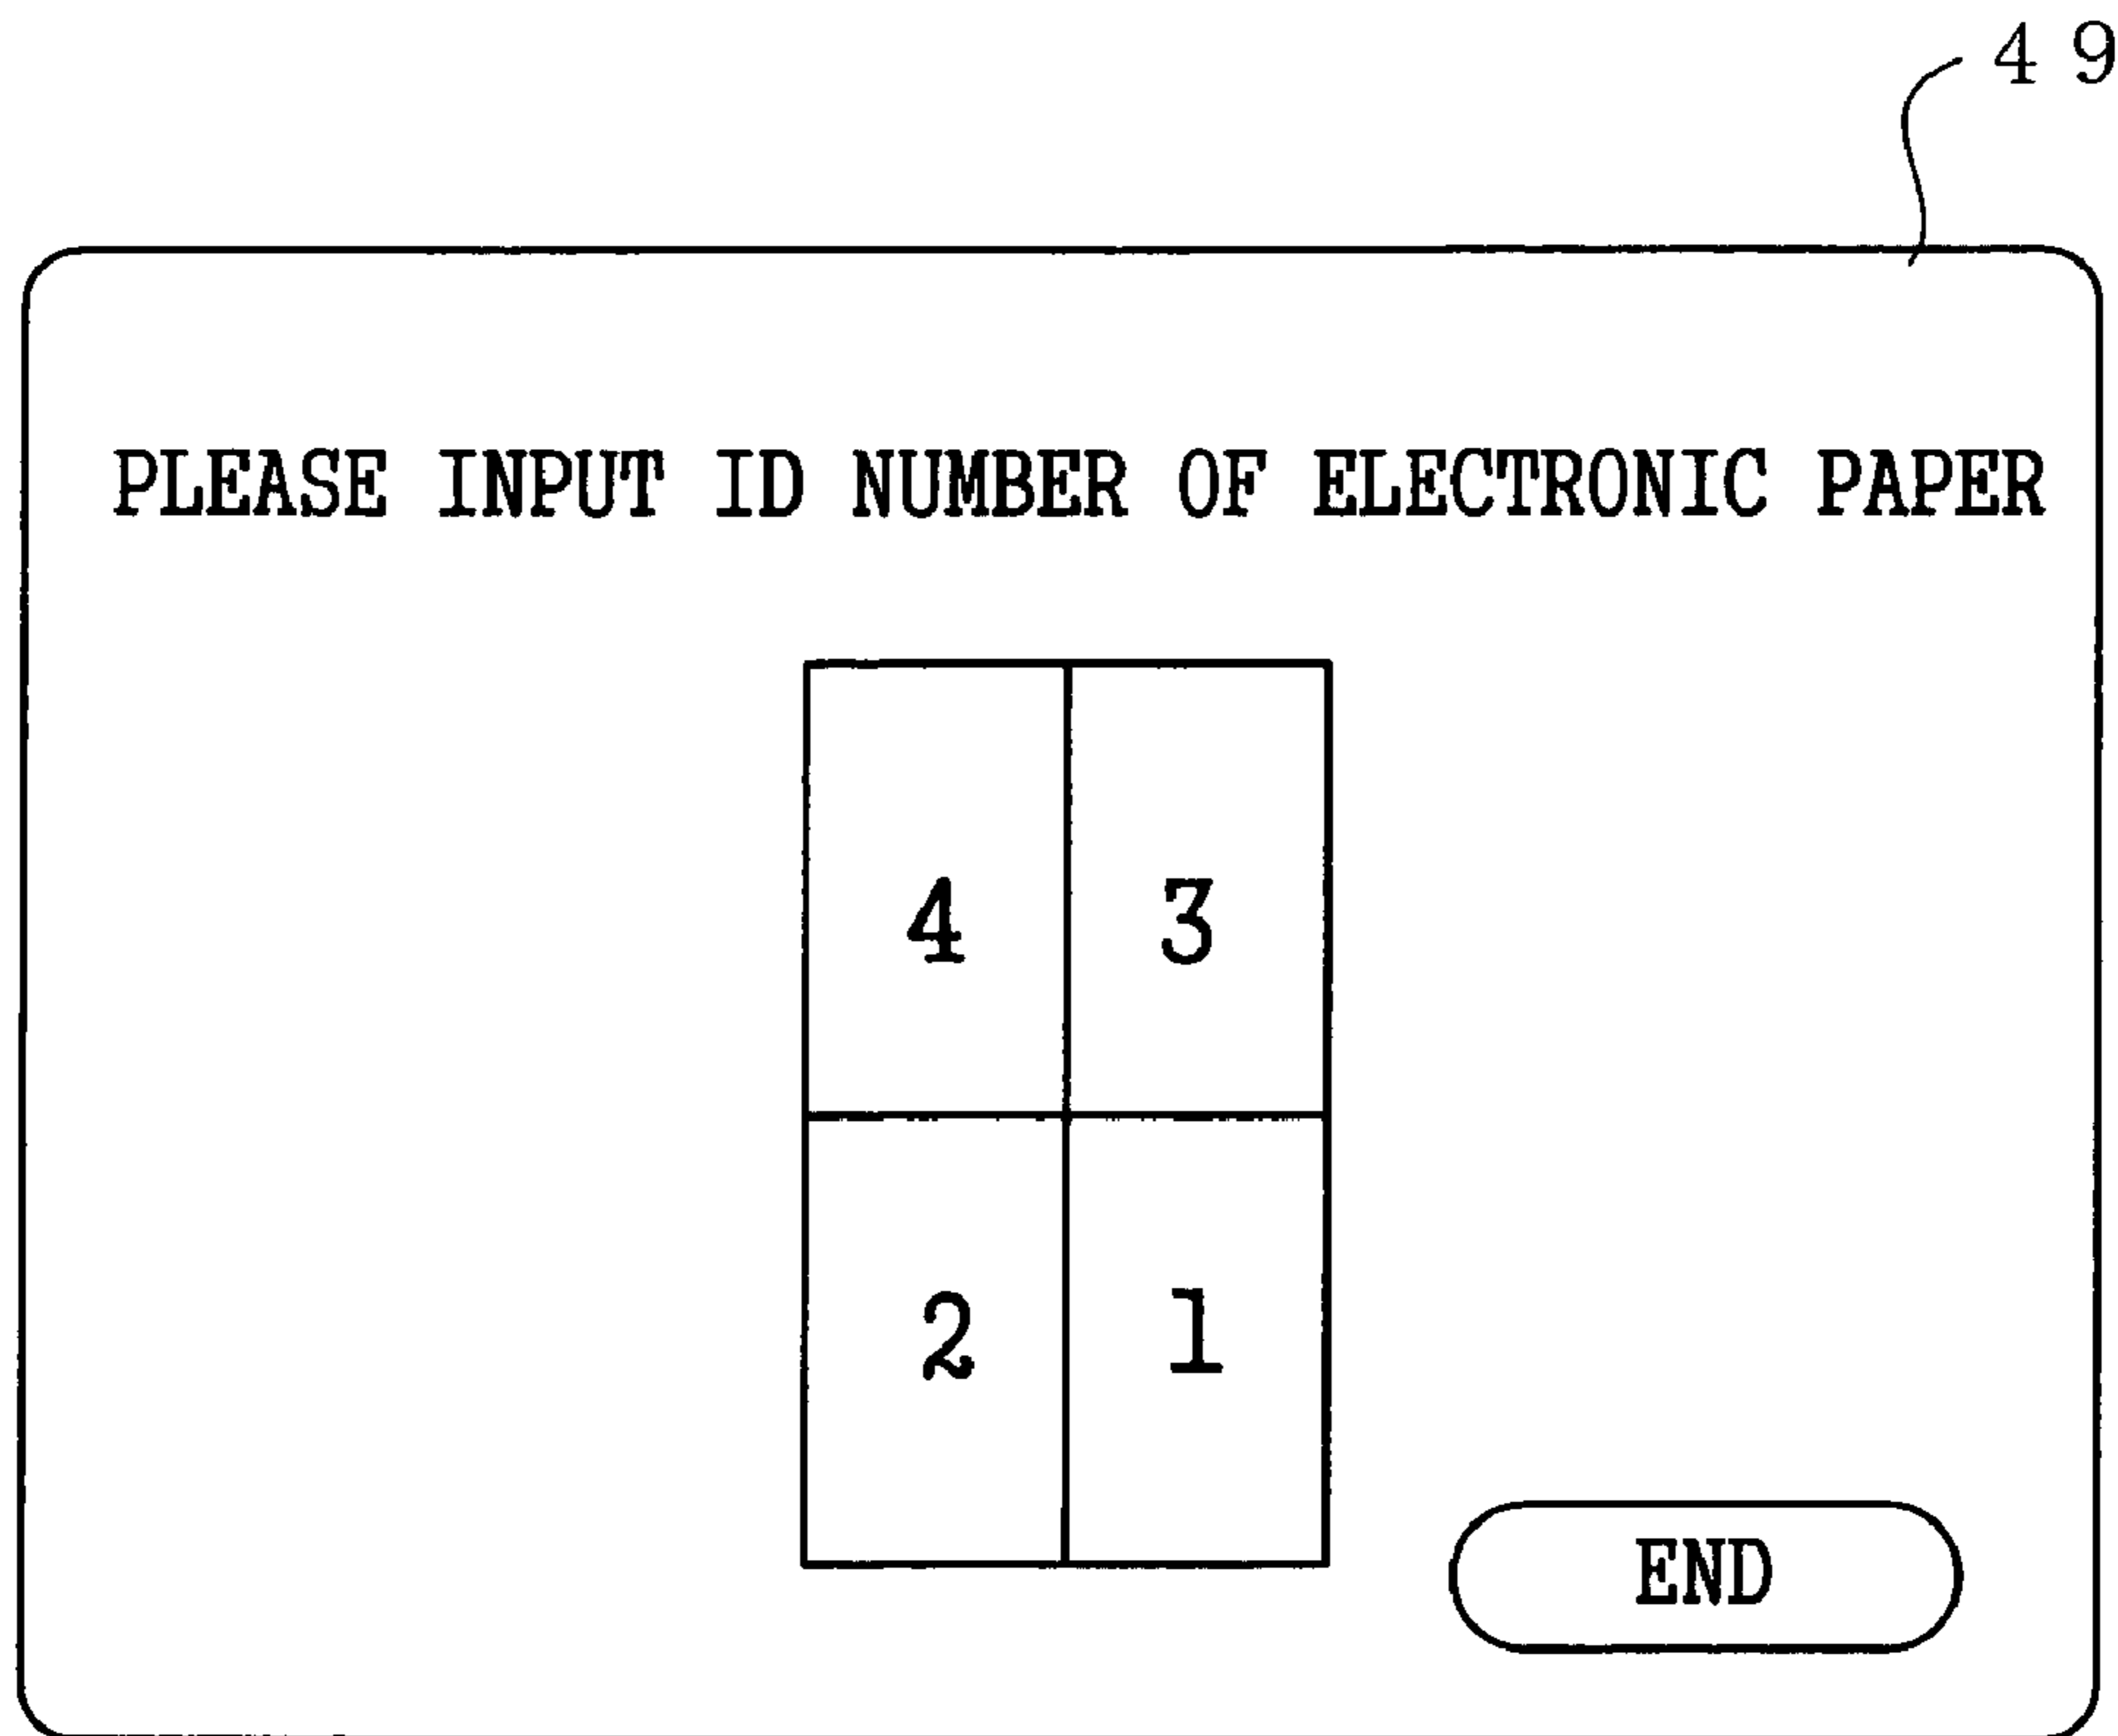 49
PLEASE INPUT ID NUMBER OF ELECTRONIC PAPER
4 3
2 1
END